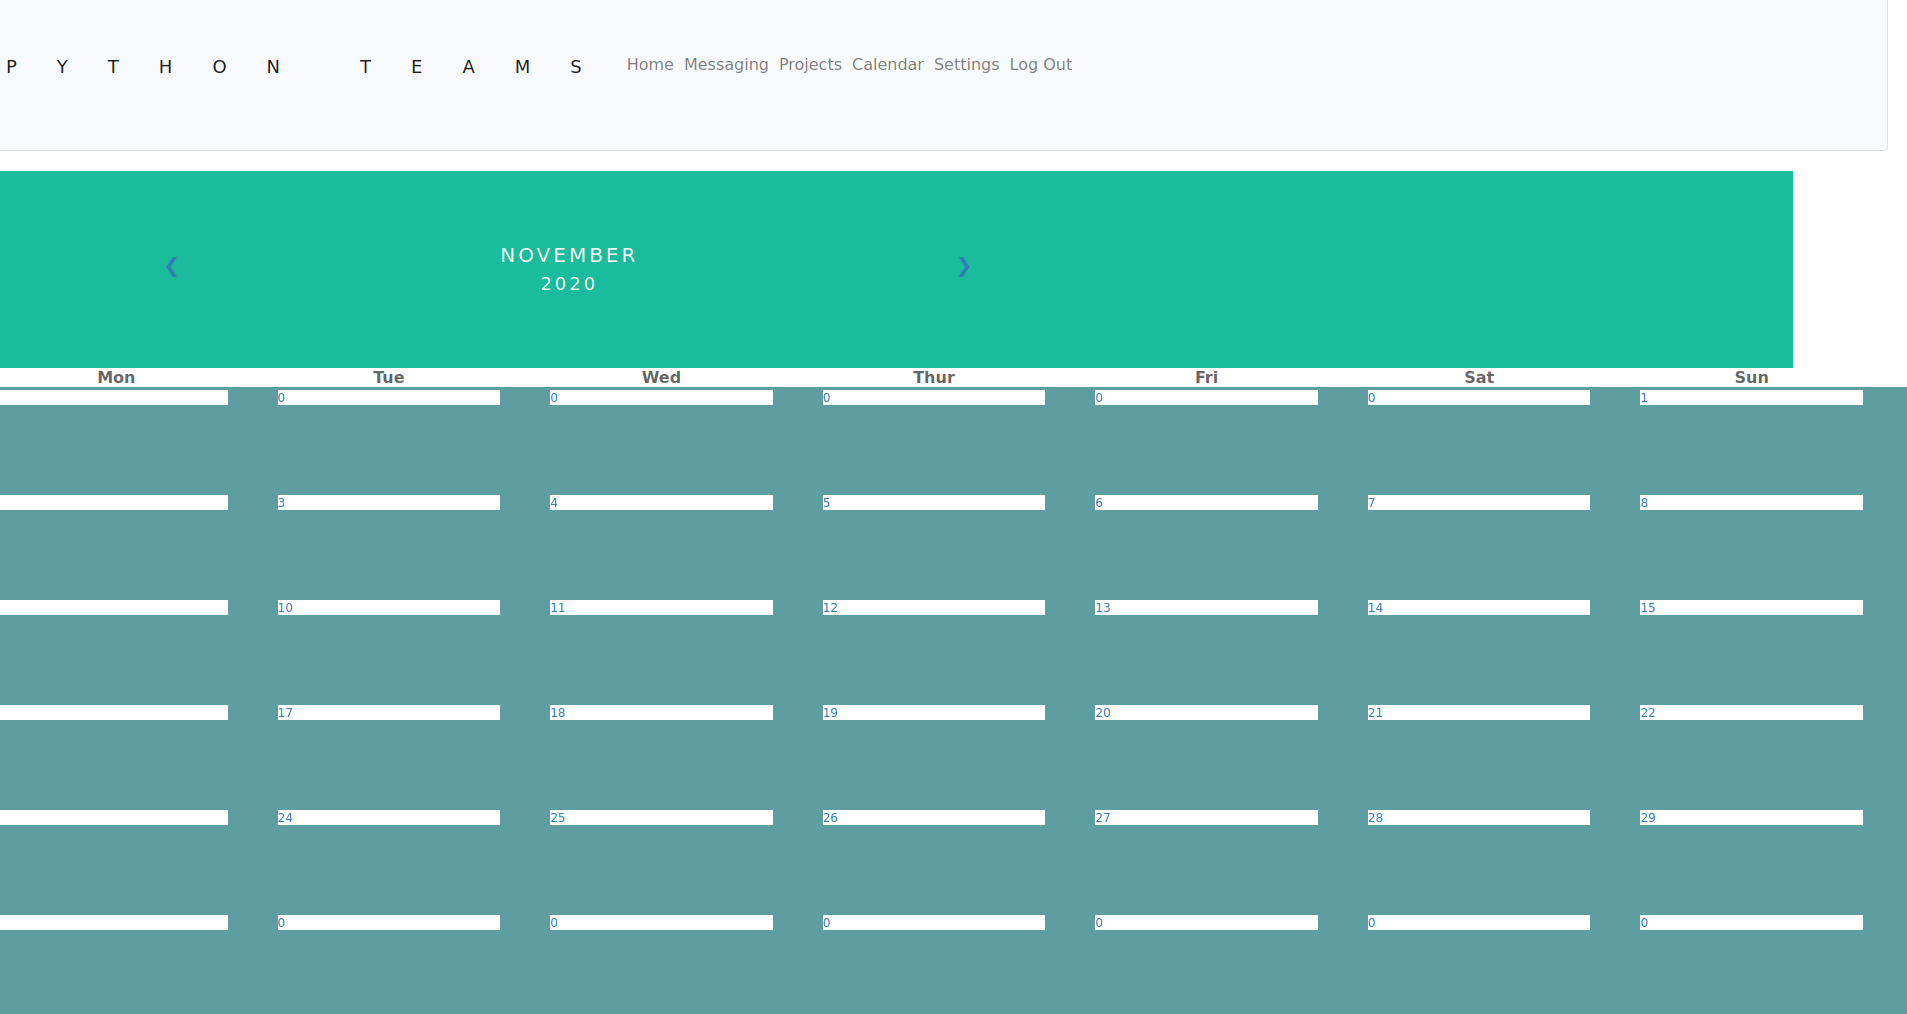 P Y T H O N T E A M S Home Messaging Projects Calendar Settings Log Out
❮ NOVEMBER ❯
2020
Mon Tue Wed Thur Fri Sat Sun
0 0 0 0 0 1
3 4 5 6 7 8
10 11 12 13 14 15
17 18 19 20 21 22
24 25 26 27 28 29
0 0 0 0 0 0